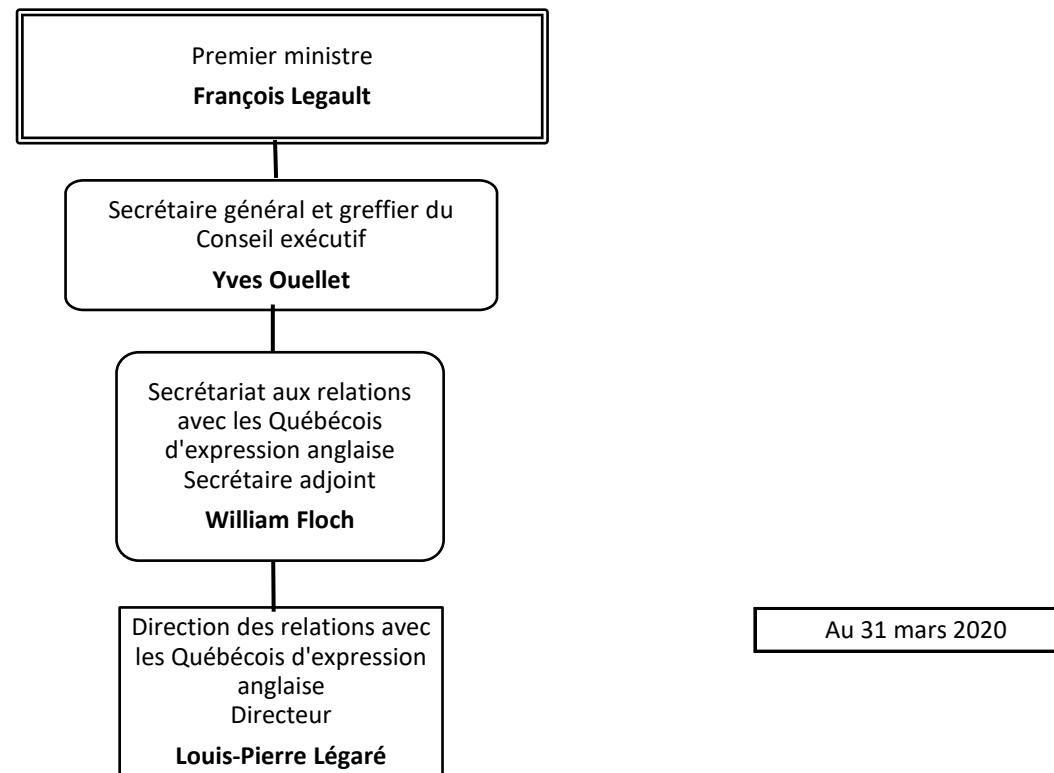 Premier ministre
François Legault
Secrétaire général et greffier du
Conseil exécutif
Yves Ouellet
Secrétariat aux relations
avec les Québécois
d'expression anglaise
Secrétaire adjoint
William Floch
Direction des relations avec
les Québécois d'expression
anglaise
Directeur
Louis-Pierre Légaré
Au 31 mars 2020